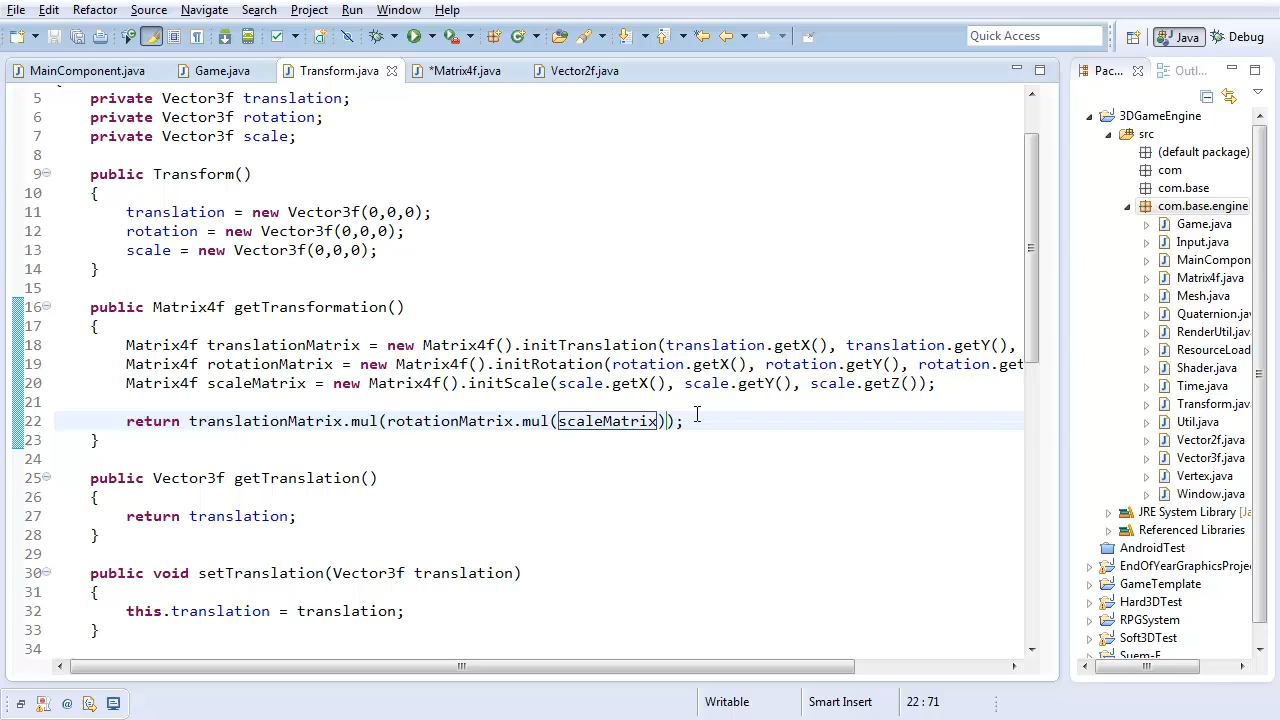 File Edit Refactor Source Navigate Search Project Run Window Help
Quick Access
Java
Debug
MainComponent.java
Game.java
Transform.java
*Matrix4f.java
Vector2f.java
5 private Vector3f translation;
6 private Vector3f rotation;
7 private Vector3f scale;
8
9 public Transform()
10 {
11 translation = new Vector3f(0,0,0);
12 rotation = new Vector3f(0,0,0);
13 scale = new Vector3f(0,0,0);
14 }
15
16 public Matrix4f getTransformation()
17 {
18 Matrix4f translationMatrix = new Matrix4f().initTranslation(translation.getX(), translation.getY(),
19 Matrix4f rotationMatrix = new Matrix4f().initRotation(rotation.getX(), rotation.getY(), rotation.get
20 Matrix4f scaleMatrix = new Matrix4f().initScale(scale.getX(), scale.getY(), scale.getZ());
21
22 return translationMatrix.mul(rotationMatrix.mul(scaleMatrix));
23 }
24
25 public Vector3f getTranslation()
26 {
27 return translation;
28 }
29
30 public void setTranslation(Vector3f translation)
31 {
32 this.translation = translation;
33 }
34
Pac...
Outl...
3DGameEngine
src
(default package)
com
com.base
com.base.engine
Game.java
Input.java
MainCompon
Matrix4f.java
Mesh.java
Quaternion.jav
RenderUtil.java
ResourceLoad
Shader.java
Time.java
Transform.java
Util.java
Vector2f.java
Vector3f.java
Vertex.java
Window.java
JRE System Library [Ja
Referenced Libraries
AndroidTest
EndOfYearGraphicsProjec
GameTemplate
Hard3DTest
RPGSystem
Soft3DTest
Writable
Smart Insert
22 : 71